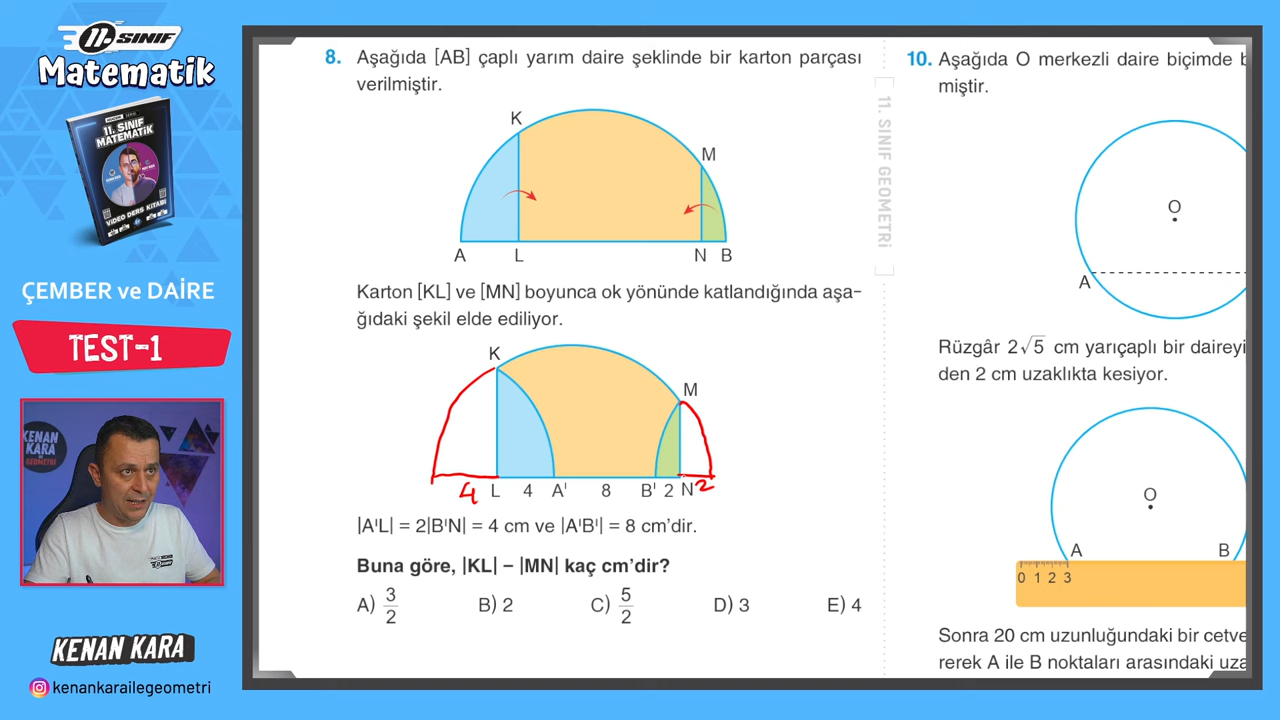 11. SINIF
Matematik
11. SINIF
MATEMATİK
VİDEO DERS KİTABI
ÇEMBER ve DAİRE
TEST-1
KENAN
KARA
GEOMETRİ
KENAN KARA
kenankarailegeometri
8. Aşağıda [AB] çaplı yarım daire şeklinde bir karton parçası
verilmiştir.
K
M
A L N B
Karton [KL] ve [MN] boyunca ok yönünde katlandığında aşa-
ğıdaki şekil elde ediliyor.
K
M
4 L 4 A' 8 B' 2 N 2
|A'L| = 2|B'N| = 4 cm ve |A'B'| = 8 cm'dir.
Buna göre, |KL| – |MN| kaç cm'dir?
A) 3/2 B) 2 C) 5/2 D) 3 E) 4
11. SINIF GEOMETRİ
10. Aşağıda O merkezli daire biçimde b
miştir.
O
A
Rüzgâr 2√5 cm yarıçaplı bir daireyi
den 2 cm uzaklıkta kesiyor.
O
A B
0 1 2 3
Sonra 20 cm uzunluğundaki bir cetve
rerek A ile B noktaları arasındaki uza